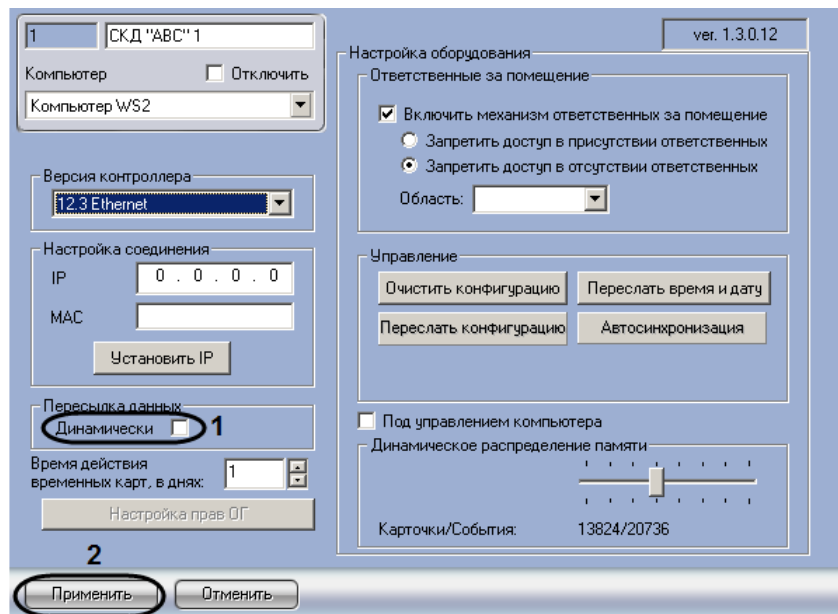 1
СКД "ABC" 1
Компьютер
Отключить
Компьютер WS2
Версия контроллера
12.3 Ethernet
Настройка соединения
IP
0 . 0 . 0 . 0
MAC
Установить IP
Пересылка данных
Динамически
1
Время действия
временных карт, в днях:
1
Настройка прав ОГ
ver. 1.3.0.12
Настройка оборудования
Ответственные за помещение
Включить механизм ответственных за помещение
Запретить доступ в присутствии ответственных
Запретить доступ в отсутствии ответственных
Область:
Управление
Очистить конфигурацию
Переслать время и дату
Переслать конфигурацию
Автосинхронизация
Под управлением компьютера
Динамическое распределение памяти
Карточки/События:
13824/20736
2
Применить
Отменить